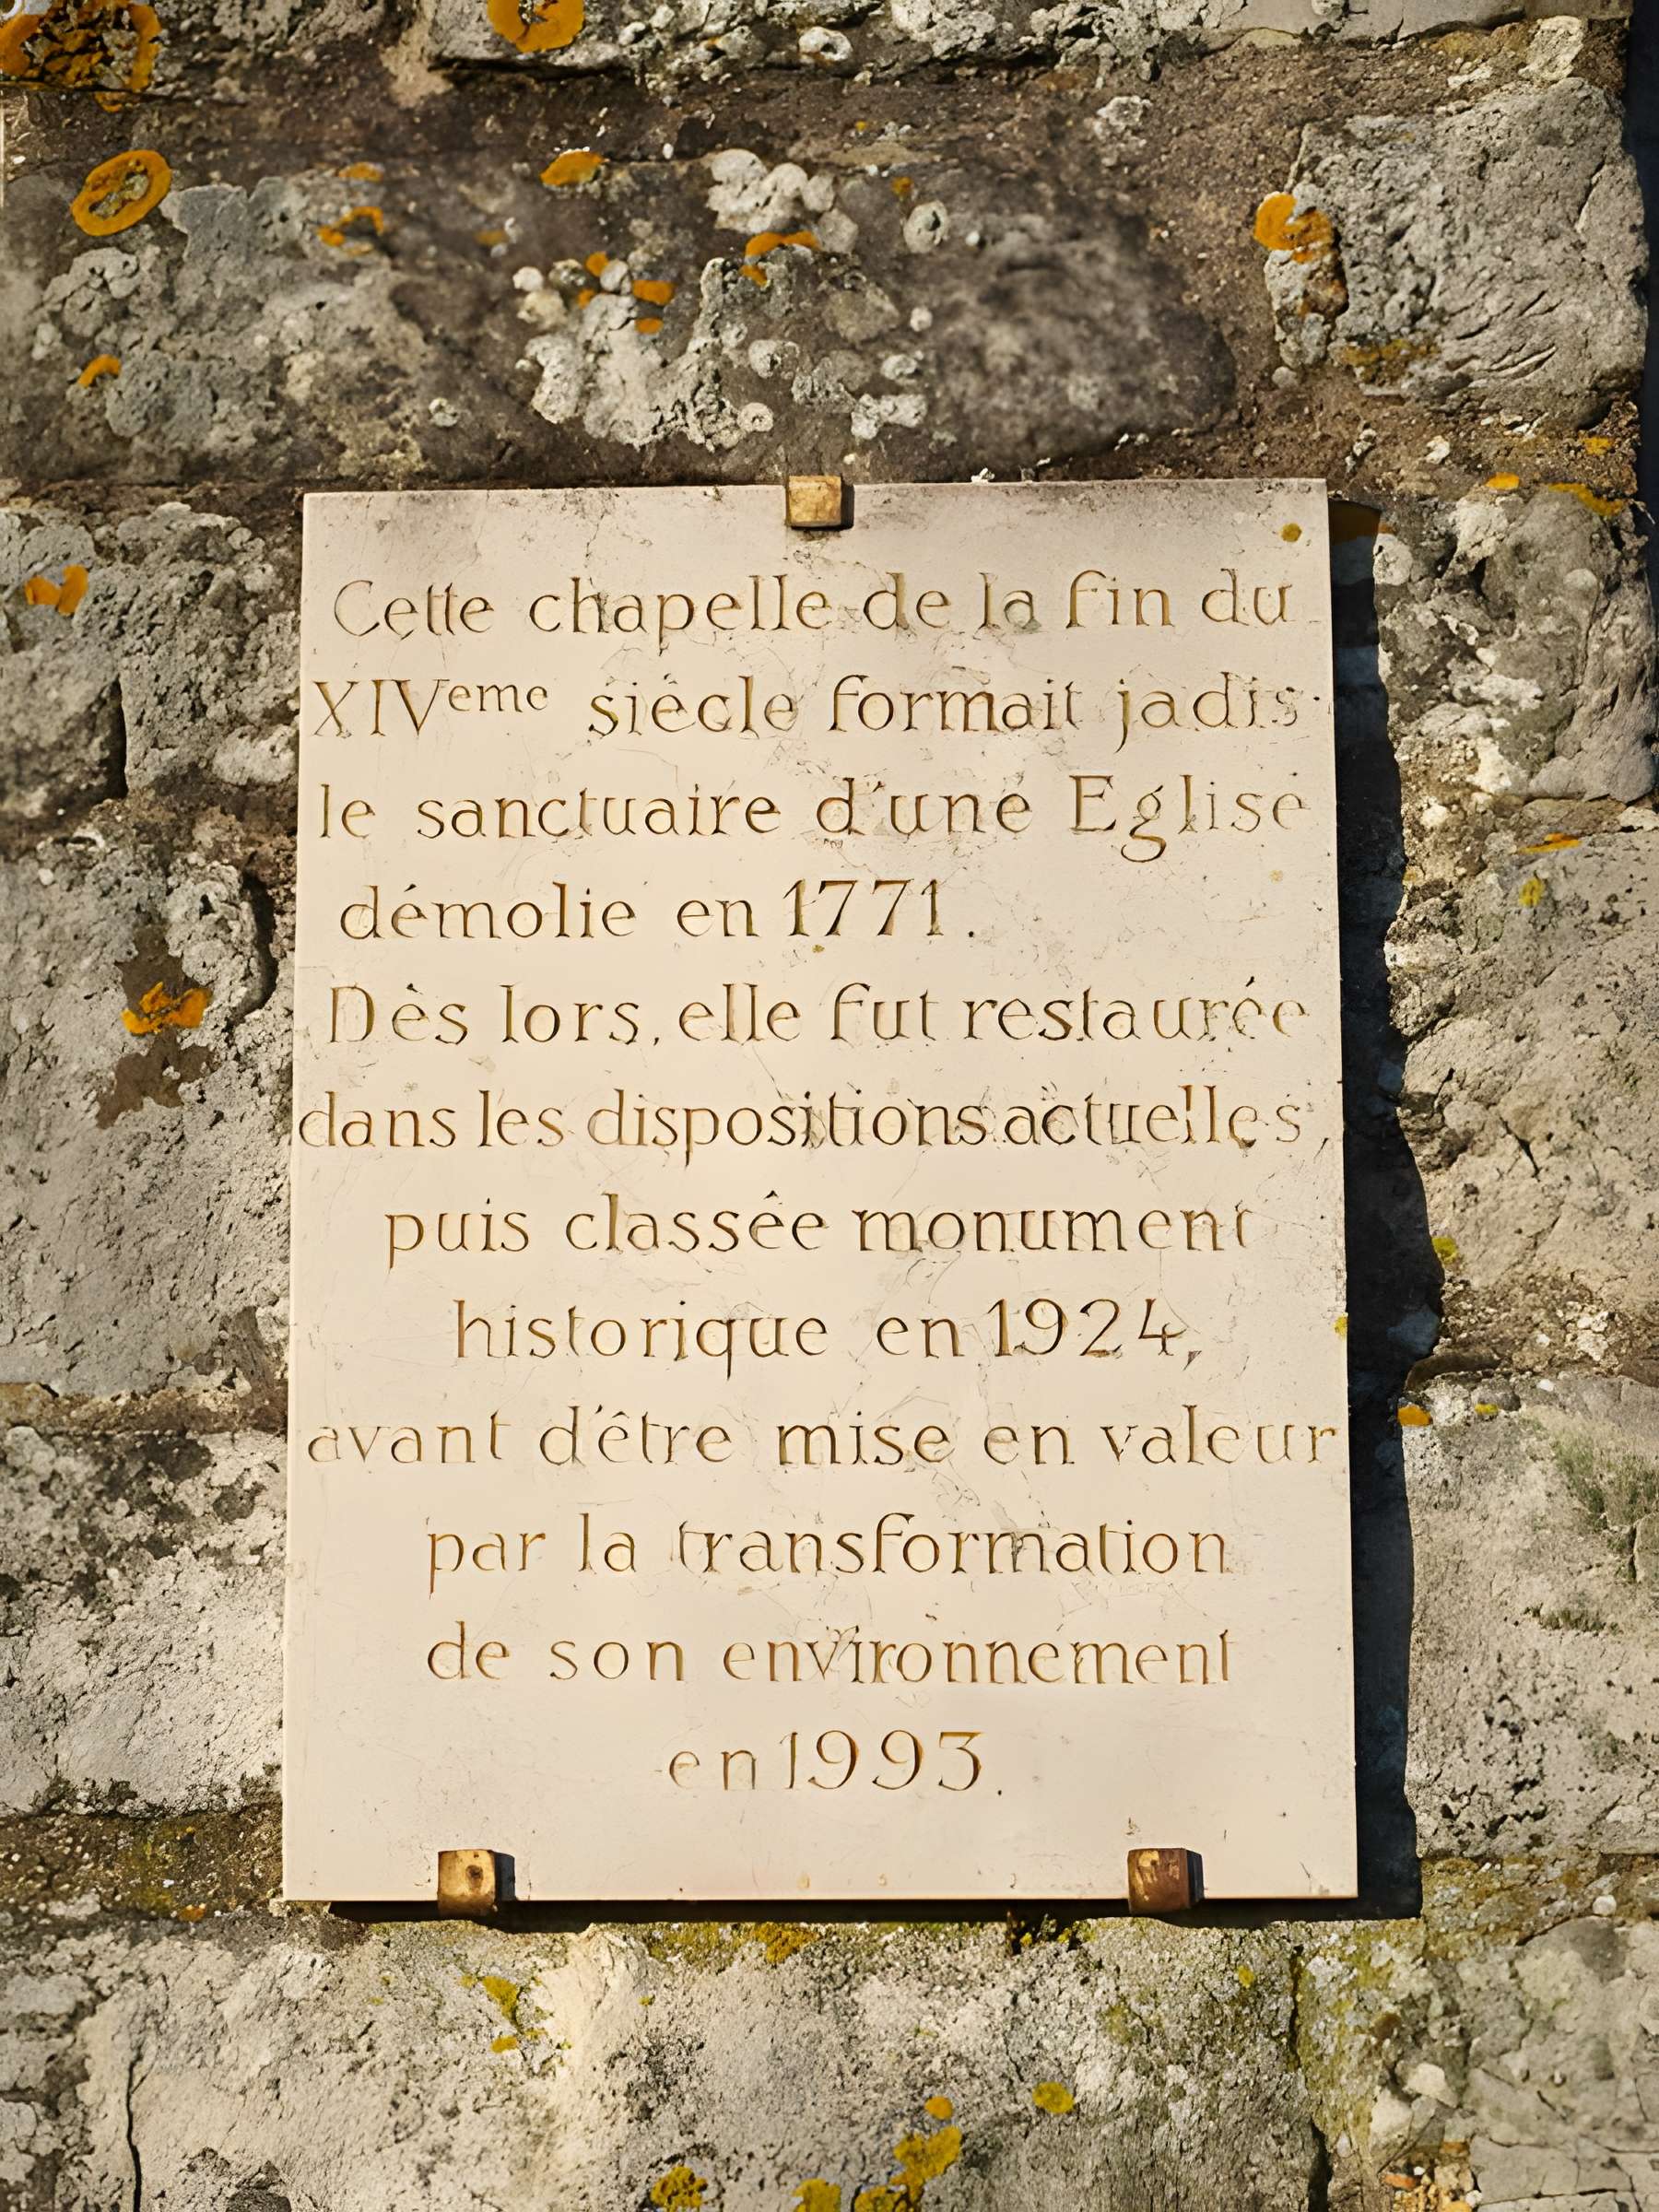 Cette chapelle de la fin du
XIVeme siècle formait jadis
le sanctuaire d'une Eglise
démolie en 1771.
Dès lors, elle fut restaurée
dans les dispositions actuelles,
puis classée monument
historique en 1924,
avant d'être mise en valeur
par la transformation
de son environnement
en 1993.